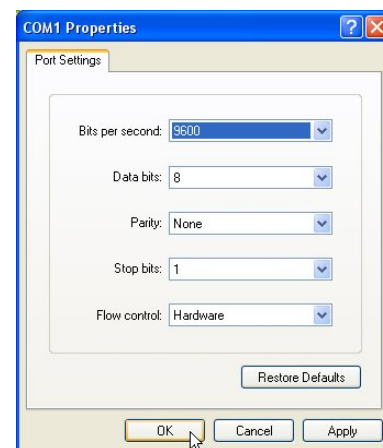 COM1 Properties
Port Settings
Bits per second: 9600
Data bits: 8
Parity: None
Stop bits: 1
Flow control: Hardware
Restore Defaults
OK Cancel Apply